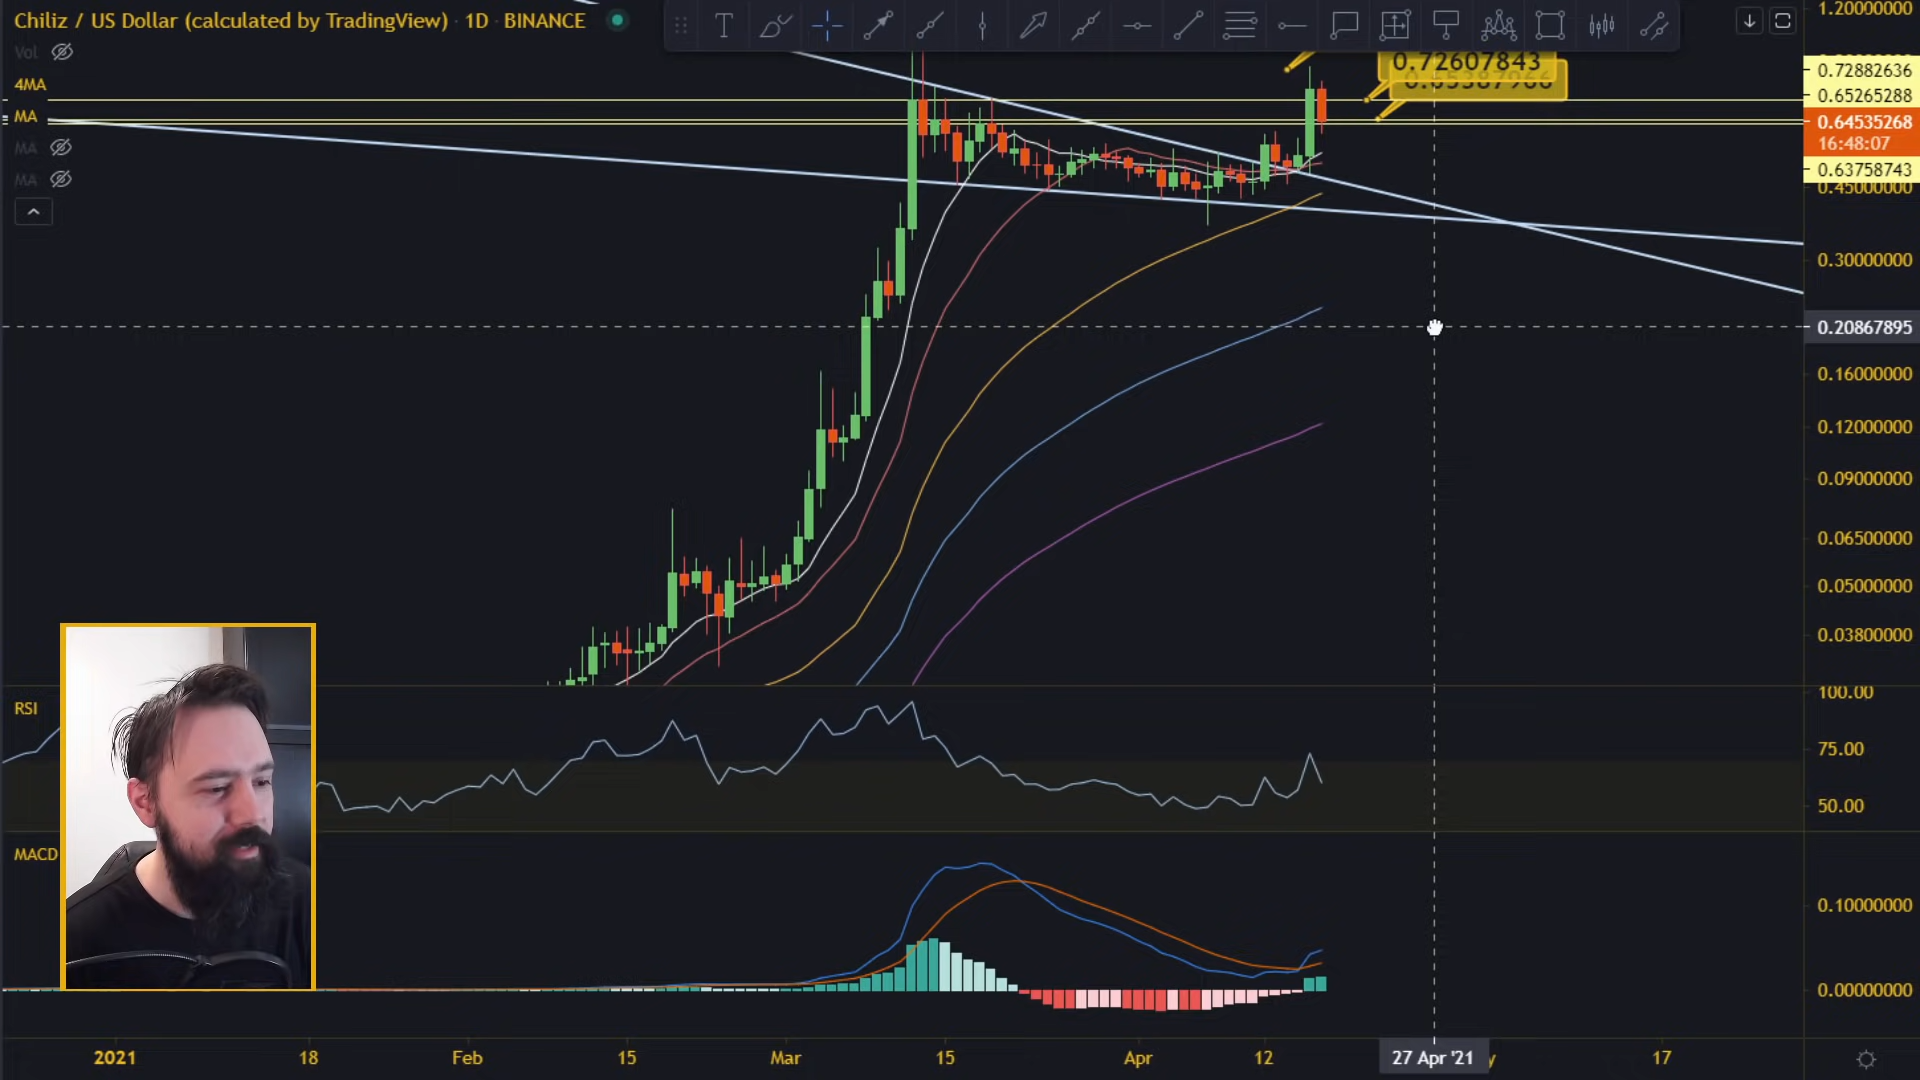 Chiliz / US Dollar (calculated by TradingView) · 1D · BINANCE
Vol
4MA
MA
MA
MA
T
0.72607843
1.20000000
0.72882636
0.65265288
0.64535268
16:48:07
0.63758743
0.45000000
0.30000000
0.20867895
0.16000000
0.12000000
0.09000000
0.06500000
0.05000000
0.03800000
RSI
100.00
75.00
50.00
MACD
0.10000000
0.00000000
2021 18 Feb 15 Mar 15 Apr 12 27 Apr '21 17